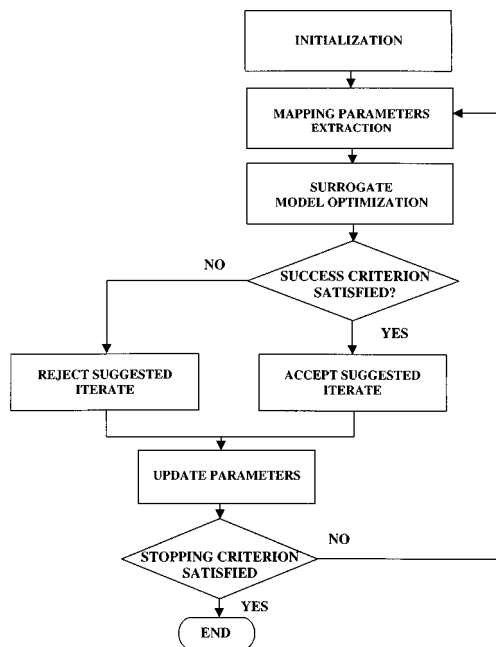 INITIALIZATION
MAPPING PARAMETERS
EXTRACTION
SURROGATE
MODEL OPTIMIZATION
NO
SUCCESS CRITERION
SATISFIED?
YES
REJECT SUGGESTED
ITERATE
ACCEPT SUGGESTED
ITERATE
UPDATE PARAMETERS
NO
STOPPING CRITERION
SATISFIED
YES
END